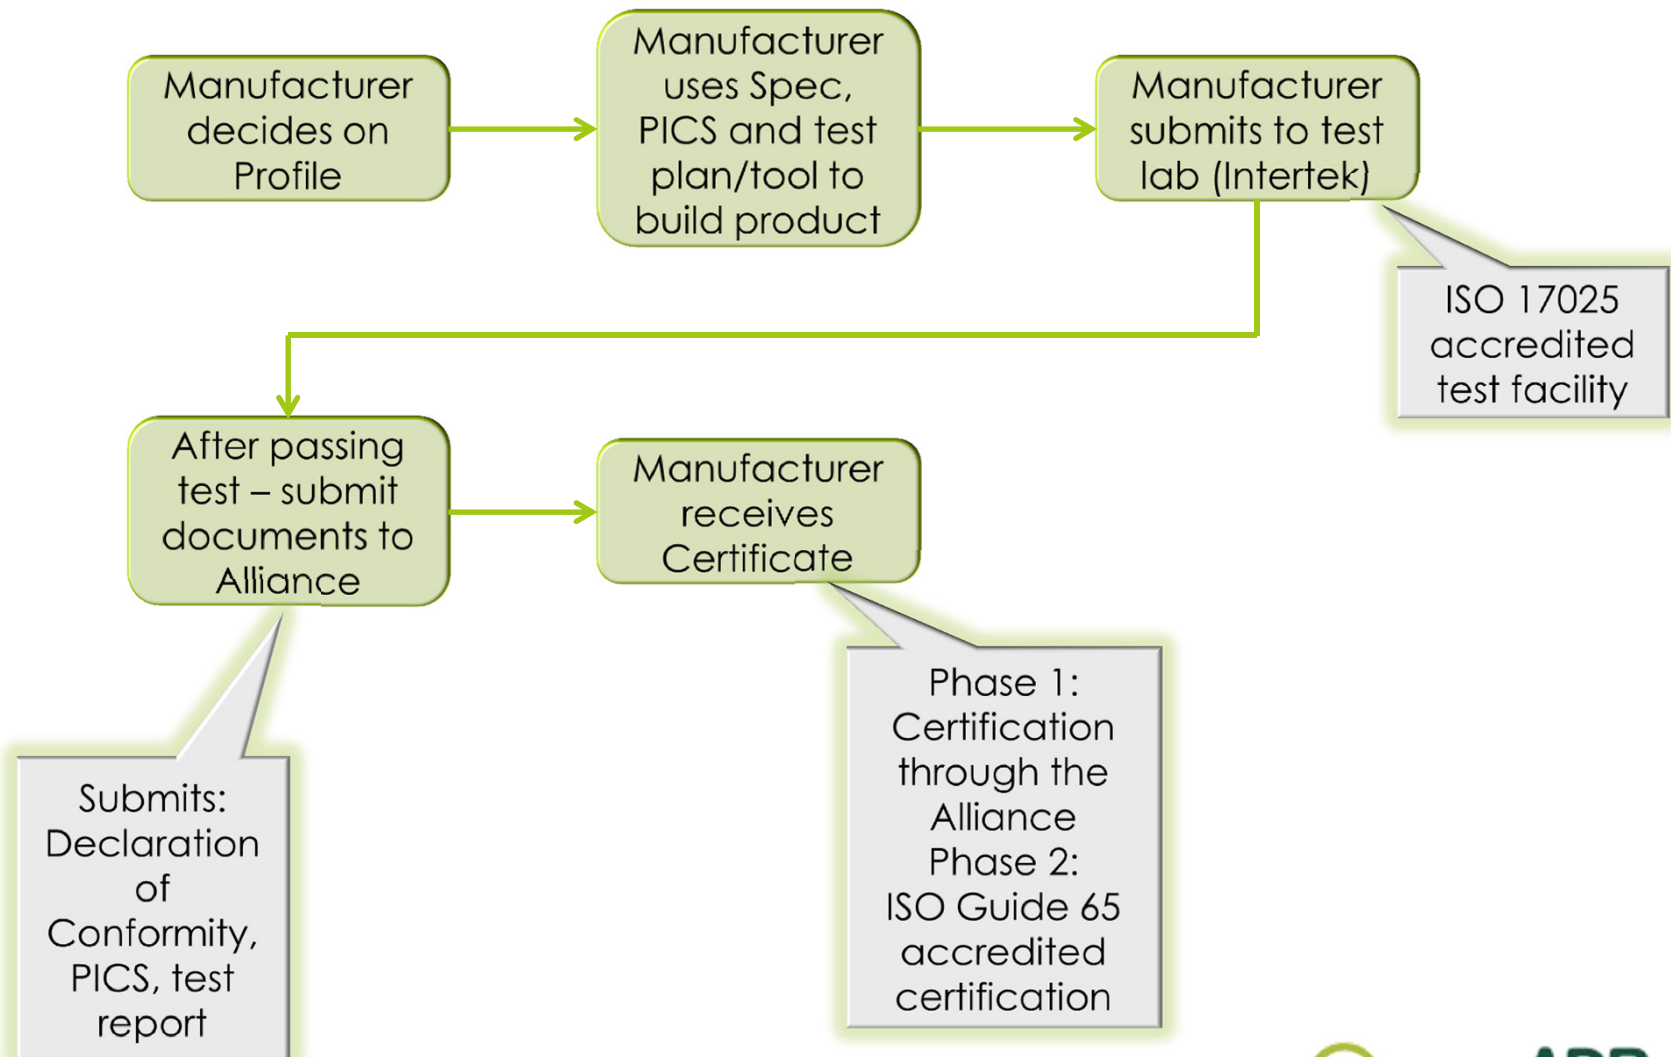 Manufacturer
decides on
Profile
Manufacturer
uses Spec,
PICS and test
plan/tool to
build product
Manufacturer
submits to test
lab (Intertek)
ISO 17025
accredited
test facility
After passing
test – submit
documents to
Alliance
Manufacturer
receives
Certificate
Submits:
Declaration
of
Conformity,
PICS, test
report
Phase 1:
Certification
through the
Alliance
Phase 2:
ISO Guide 65
accredited
certification